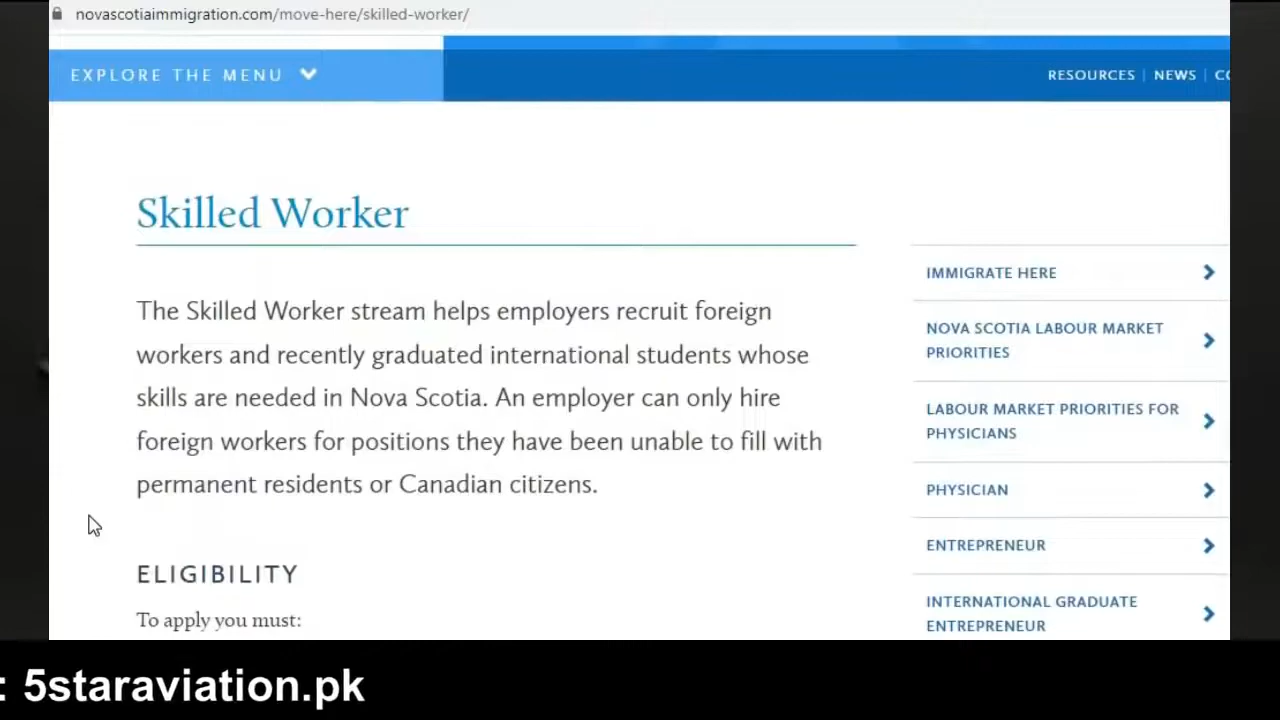 novascotiaimmigration.com/move-here/skilled-worker/
EXPLORE THE MENU
RESOURCES | NEWS |
Skilled Worker
The Skilled Worker stream helps employers recruit foreign
workers and recently graduated international students whose
skills are needed in Nova Scotia. An employer can only hire
foreign workers for positions they have been unable to fill with
permanent residents or Canadian citizens.
ELIGIBILITY
To apply you must:
IMMIGRATE HERE
NOVA SCOTIA LABOUR MARKET
PRIORITIES
LABOUR MARKET PRIORITIES FOR
PHYSICIANS
PHYSICIAN
ENTREPRENEUR
INTERNATIONAL GRADUATE
ENTREPRENEUR
: 5staraviation.pk